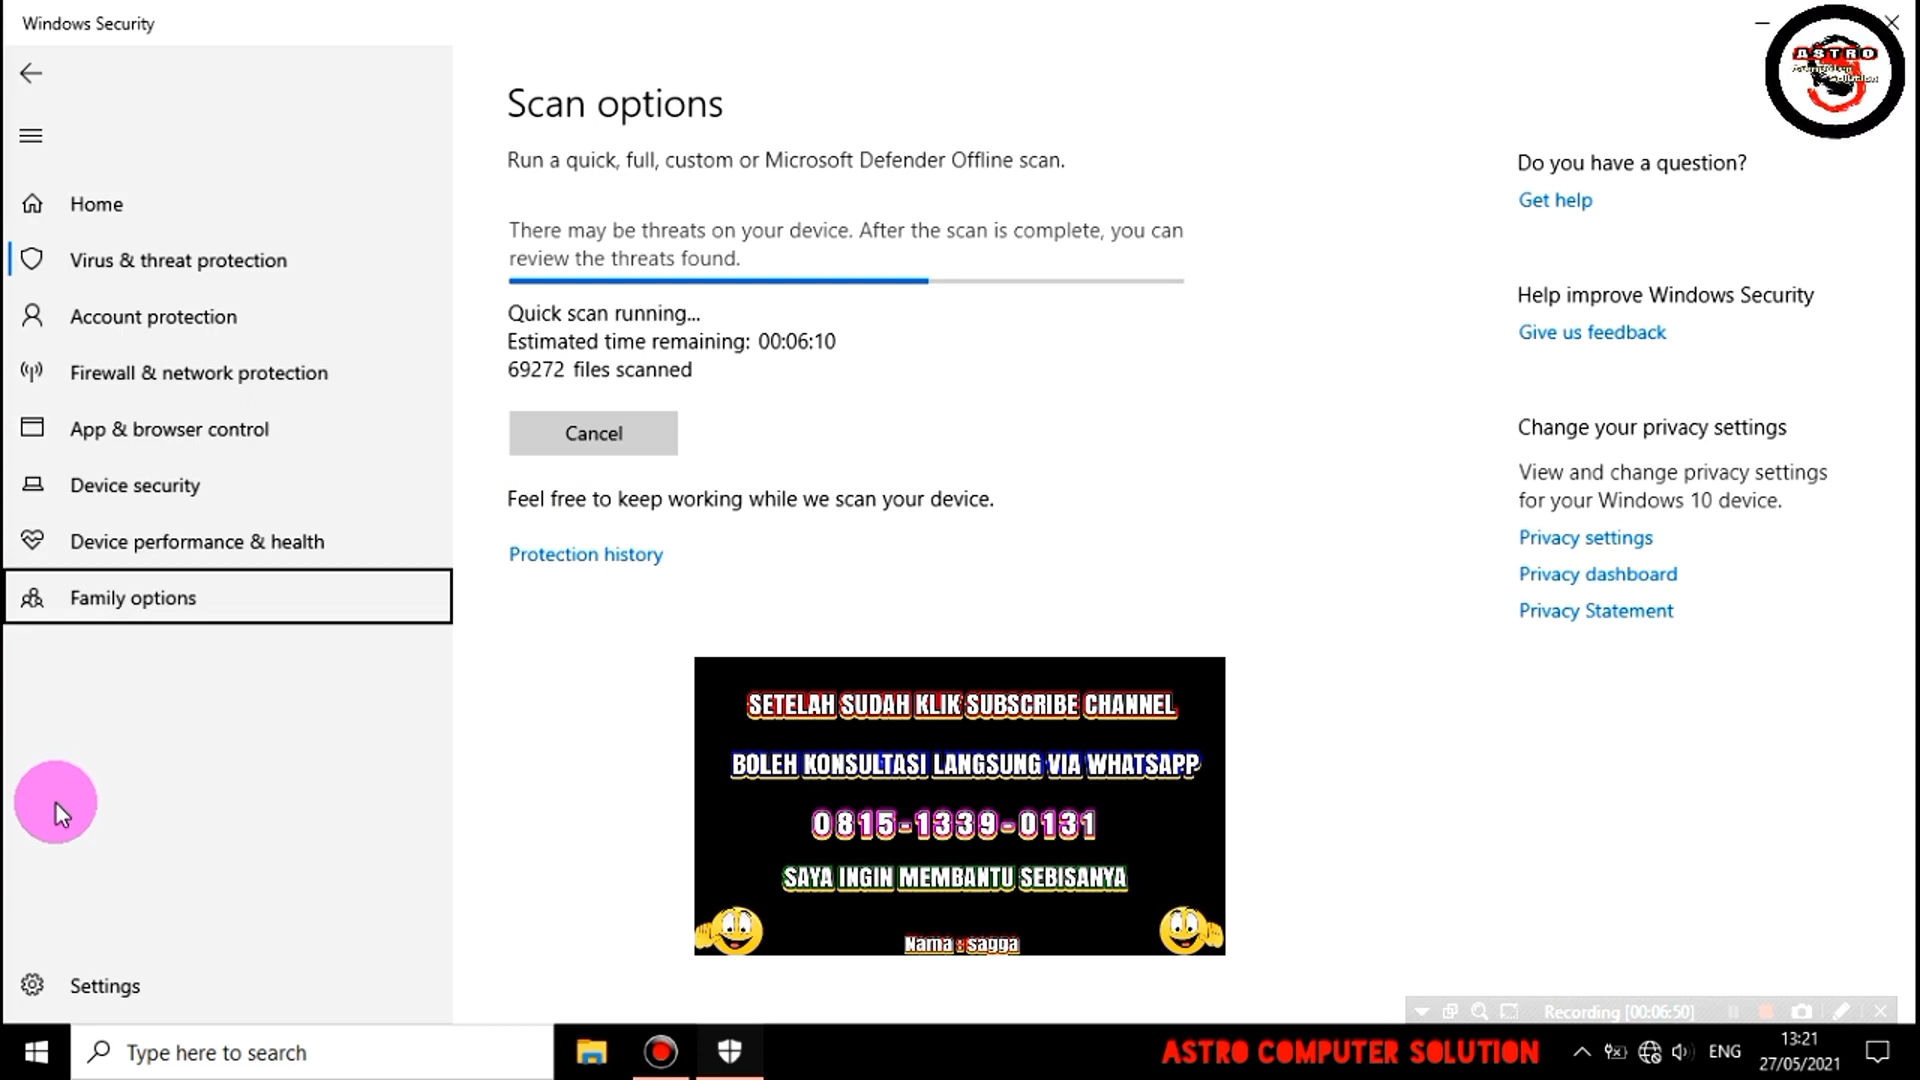 Windows Security
ASTRO
Scan options
Run a quick, full, custom or Microsoft Defender Offline scan.
There may be threats on your device. After the scan is complete, you can
review the threats found.
Quick scan running...
Estimated time remaining: 00:06:10
69272 files scanned
Cancel
Feel free to keep working while we scan your device.
Protection history
Home
Virus & threat protection
Account protection
Firewall & network protection
App & browser control
Device security
Device performance & health
Family options
Settings
Do you have a question?
Get help
Help improve Windows Security
Give us feedback
Change your privacy settings
View and change privacy settings
for your Windows 10 device.
Privacy settings
Privacy dashboard
Privacy Statement
SETELAH SUDAH KLIK SUBSCRIBE CHANNEL
BOLEH KONSULTASI LANGSUNG VIA WHATSAPP
0815-1339-0131
SAYA INGIN MEMBANTU SEBISANYA
Nama : sagga
Recording [00:06:50]
Type here to search
ASTRO COMPUTER SOLUTION
ENG
13:21
27/05/2021